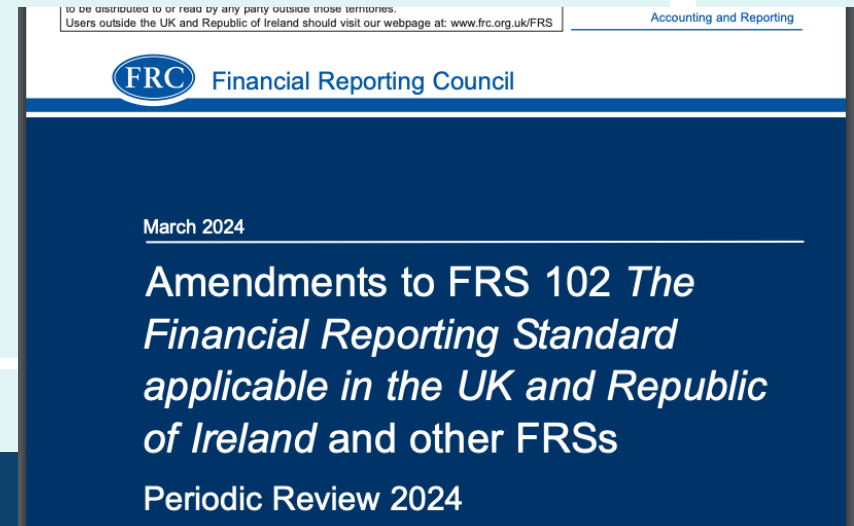 to be distributed to or read by any party outside those territories.
Users outside the UK and Republic of Ireland should visit our webpage at: www.frc.org.uk/FRS
Accounting and Reporting
FRC Financial Reporting Council
March 2024
Amendments to FRS 102 The
Financial Reporting Standard
applicable in the UK and Republic
of Ireland and other FRSs
Periodic Review 2024